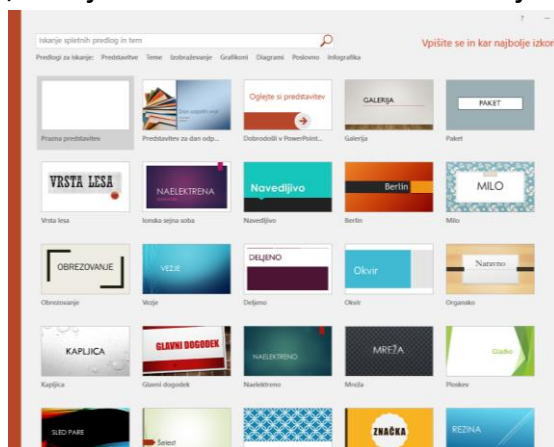 ?
Iskanje spletnih predlog in tem
Vpišite se in kar najbolje izkor
Predlogi za iskanje: Predstavitve Teme Izobraževanje Grafikoni Diagrami Poslovno Infografika
Oglejte si predstavitev
GALERIJA
PAKET
Prazna predstavitev
Predstavitev za dan odp...
Dobrodošli v PowerPoint...
Galerija
Paket
VRSTA LESA
NAELEKTRENA
Navedljivo
Berlin
MILO
Vrsta lesa
Ionska sejna soba
Navedljivo
Berlin
Milo
OBREZOVANJE
VEZJE
DELJENO
Okvir
Naravno
Obrezovanje
Vezje
Deljeno
Okvir
Organsko
KAPLJICA
GLAVNI DOGODEK
NAELEKTRENO
MREŽA
Gladko
Kapljica
Glavni dogodek
Naelektreno
Mreža
Ploskev
SLED PARE
Šelest
ZNAČKA
REZINA